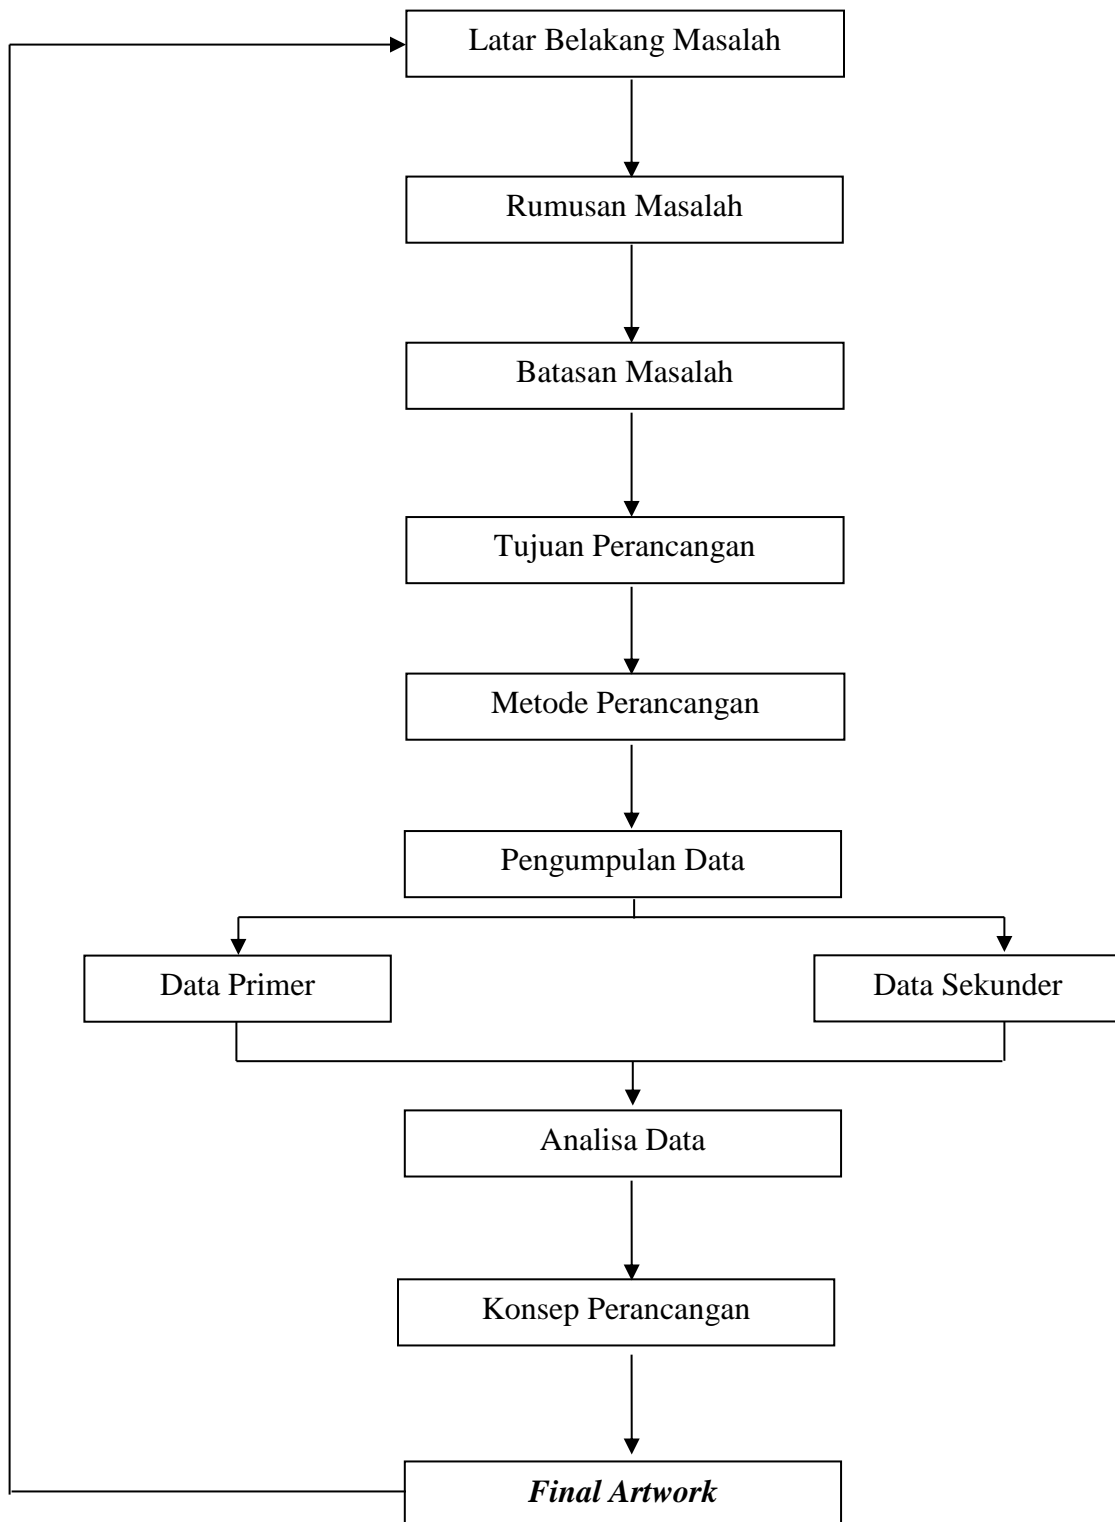 Latar Belakang Masalah
Rumusan Masalah
Batasan Masalah
Tujuan Perancangan
Metode Perancangan
Pengumpulan Data
Data Primer
Data Sekunder
Analisa Data
Konsep Perancangan
Final Artwork